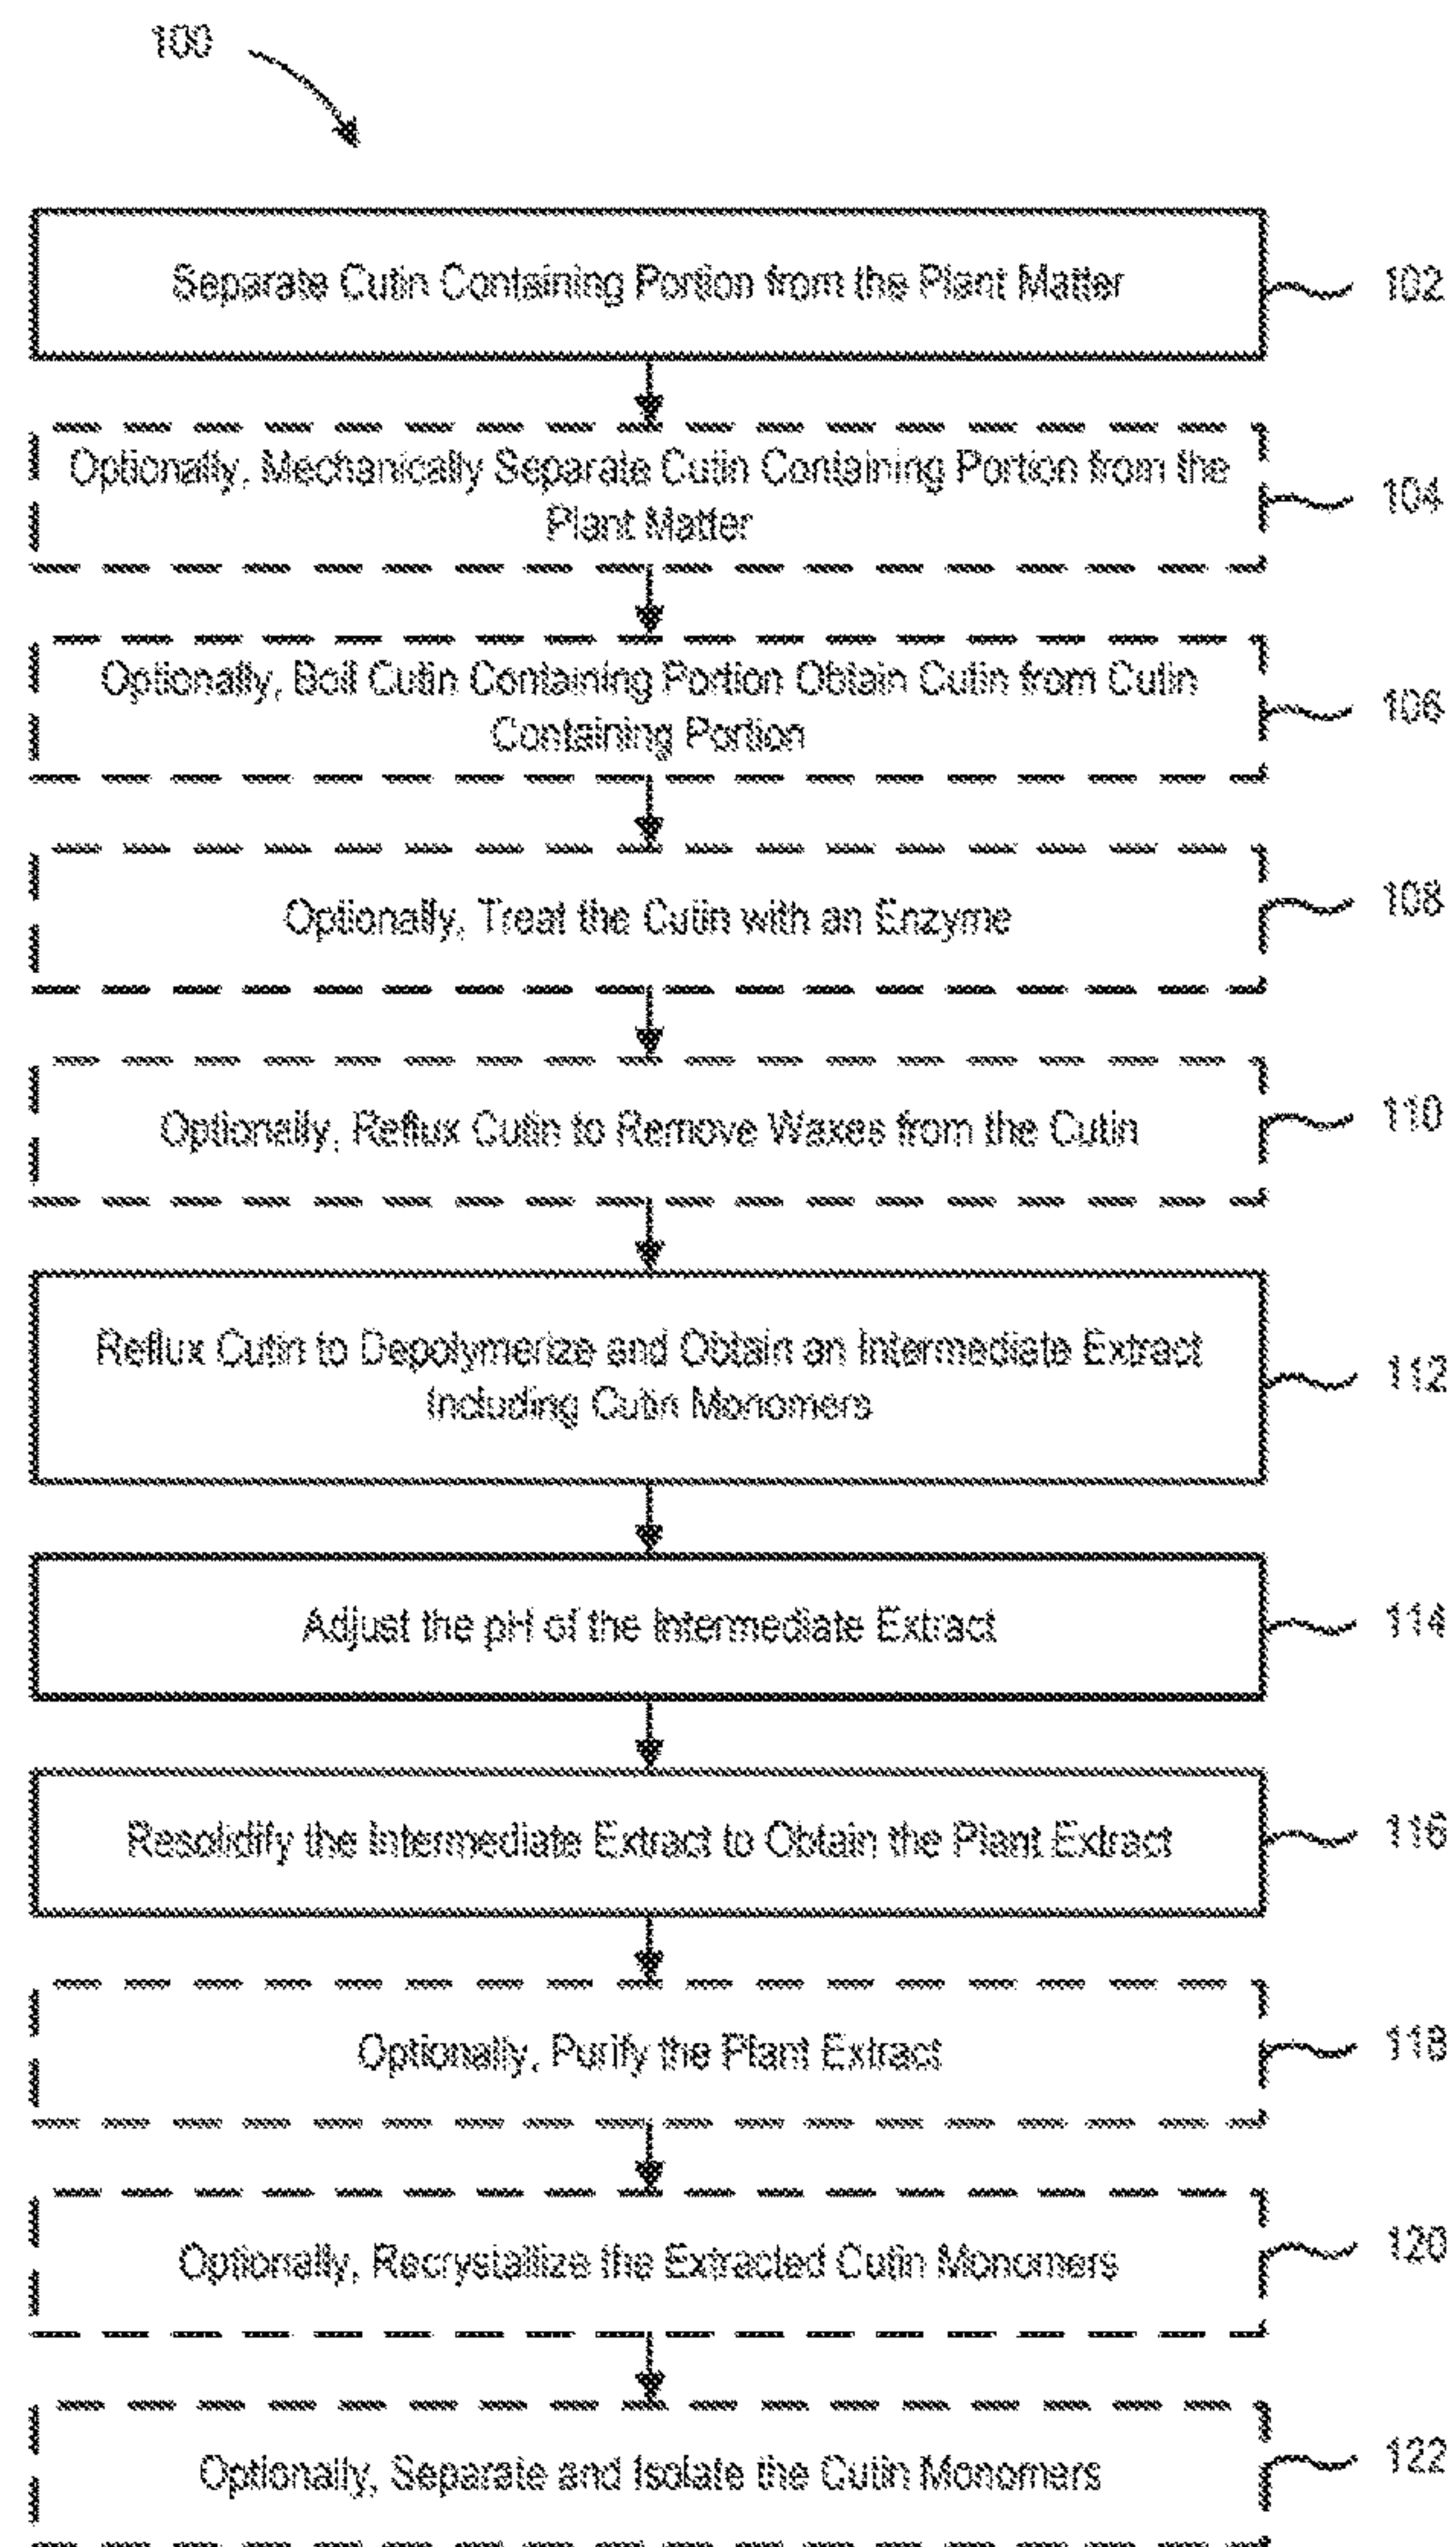 100
Separate Cutin Containing Portion from the Plant Matter
102
Optionally, Mechanically Separate Cutin Containing Portion from the
Plant Matter
104
Optionally, Boil Cutin Containing Portion Obtain Cutin from Cutin
Containing Portion
106
Optionally, Treat the Cutin with an Enzyme
108
Optionally, Reflux Cutin to Remove Waxes from the Cutin
110
Reflux Cutin to Depolymerize and Obtain an Intermediate Extract
Including Cutin Monomers
112
Adjust the pH of the Intermediate Extract
114
Resolidify the Intermediate Extract to Obtain the Plant Extract
116
Optionally, Purify the Plant Extract
118
Optionally, Recrystallize the Extracted Cutin Monomers
120
Optionally, Separate and Isolate the Cutin Monomers
122